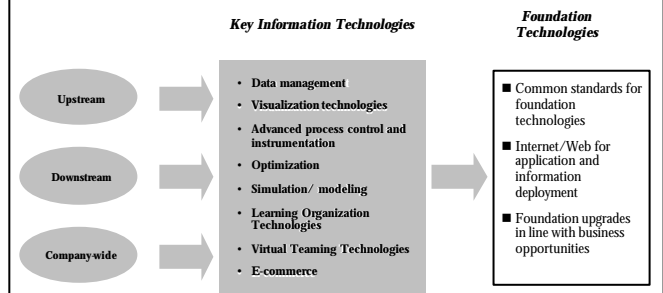 Key Information Technologies
Foundation
Technologies
Upstream
Downstream
Company-wide
• Data management
• Visualization technologies
• Advanced process control and
instrumentation
• Optimization
• Simulation/ modeling
• Learning Organization
Technologies
• Virtual Teaming Technologies
• E-commerce
■ Common standards for
foundation
technologies
■ Internet/Web for
application and
information
deployment
■ Foundation upgrades
in line with business
opportunities